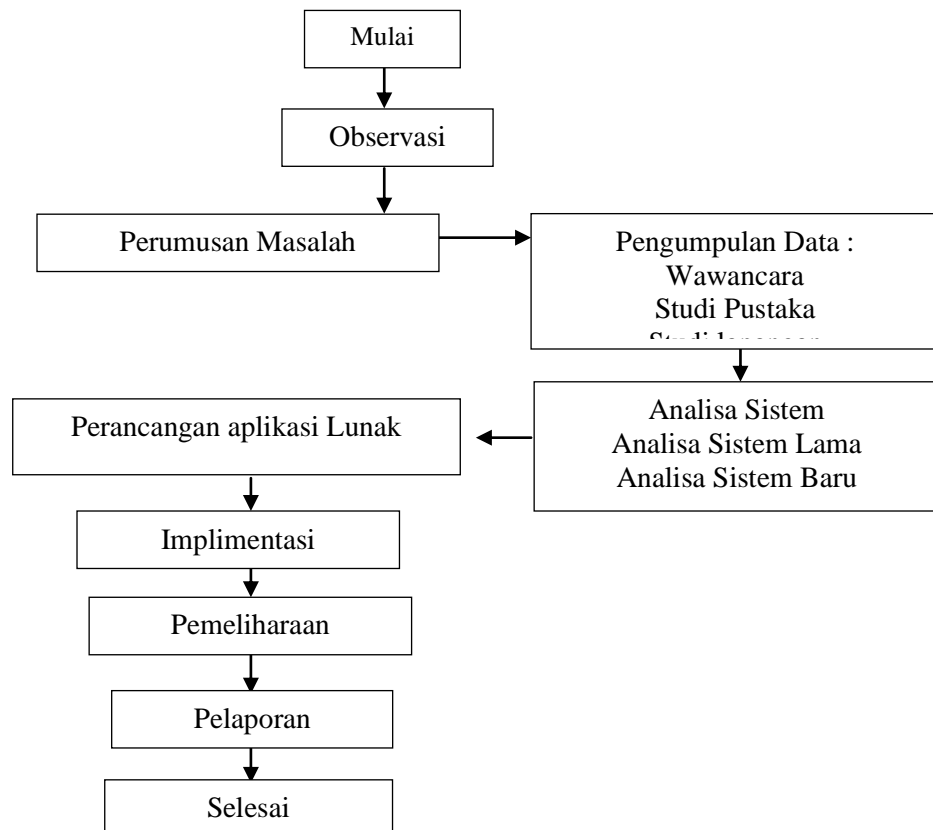 Mulai
Observasi
Perumusan Masalah
Pengumpulan Data :
Wawancara
Studi Pustaka
Analisa Sistem
Analisa Sistem Lama
Analisa Sistem Baru
Perancangan aplikasi Lunak
Implimentasi
Pemeliharaan
Pelaporan
Selesai